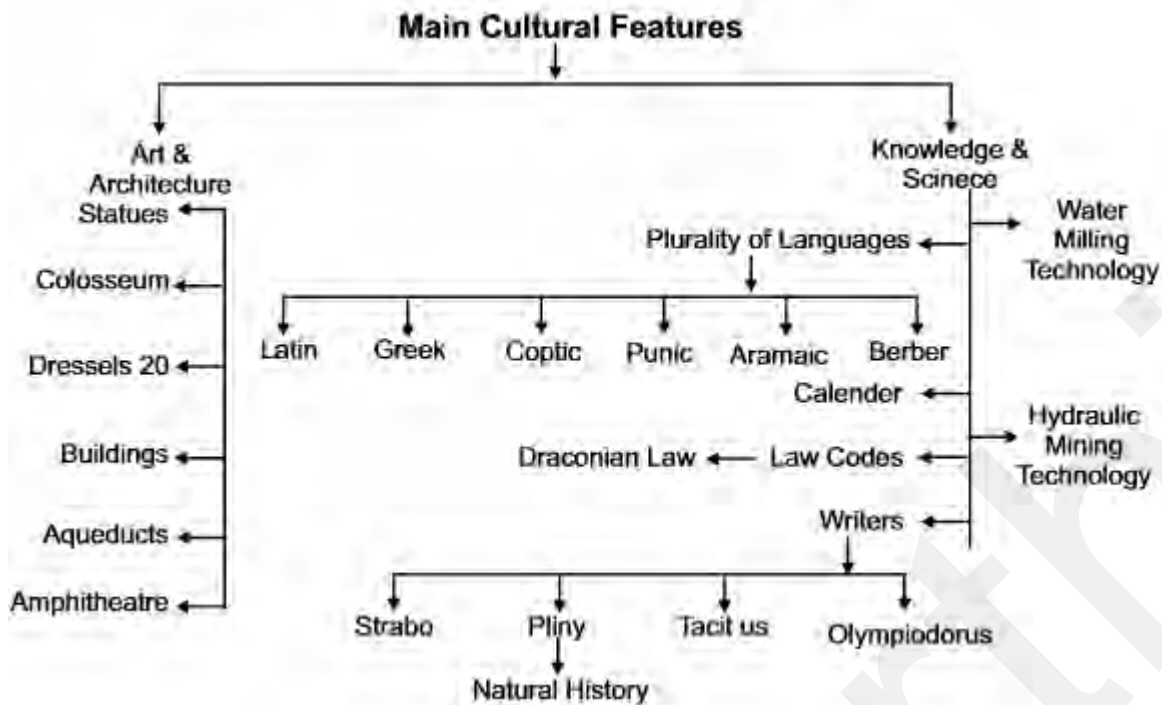 Main Cultural Features
Art &
Architecture
Statues
Colosseum
Dressels 20
Buildings
Aqueducts
Amphitheatre
Knowledge &
Scinece
Water
Milling
Technology
Plurality of Languages
Latin
Greek
Coptic
Punic
Aramaic
Berber
Calender
Hydraulic
Mining
Technology
Draconian Law
Law Codes
Writers
Strabo
Pliny
Tacit us
Olympiodorus
Natural History